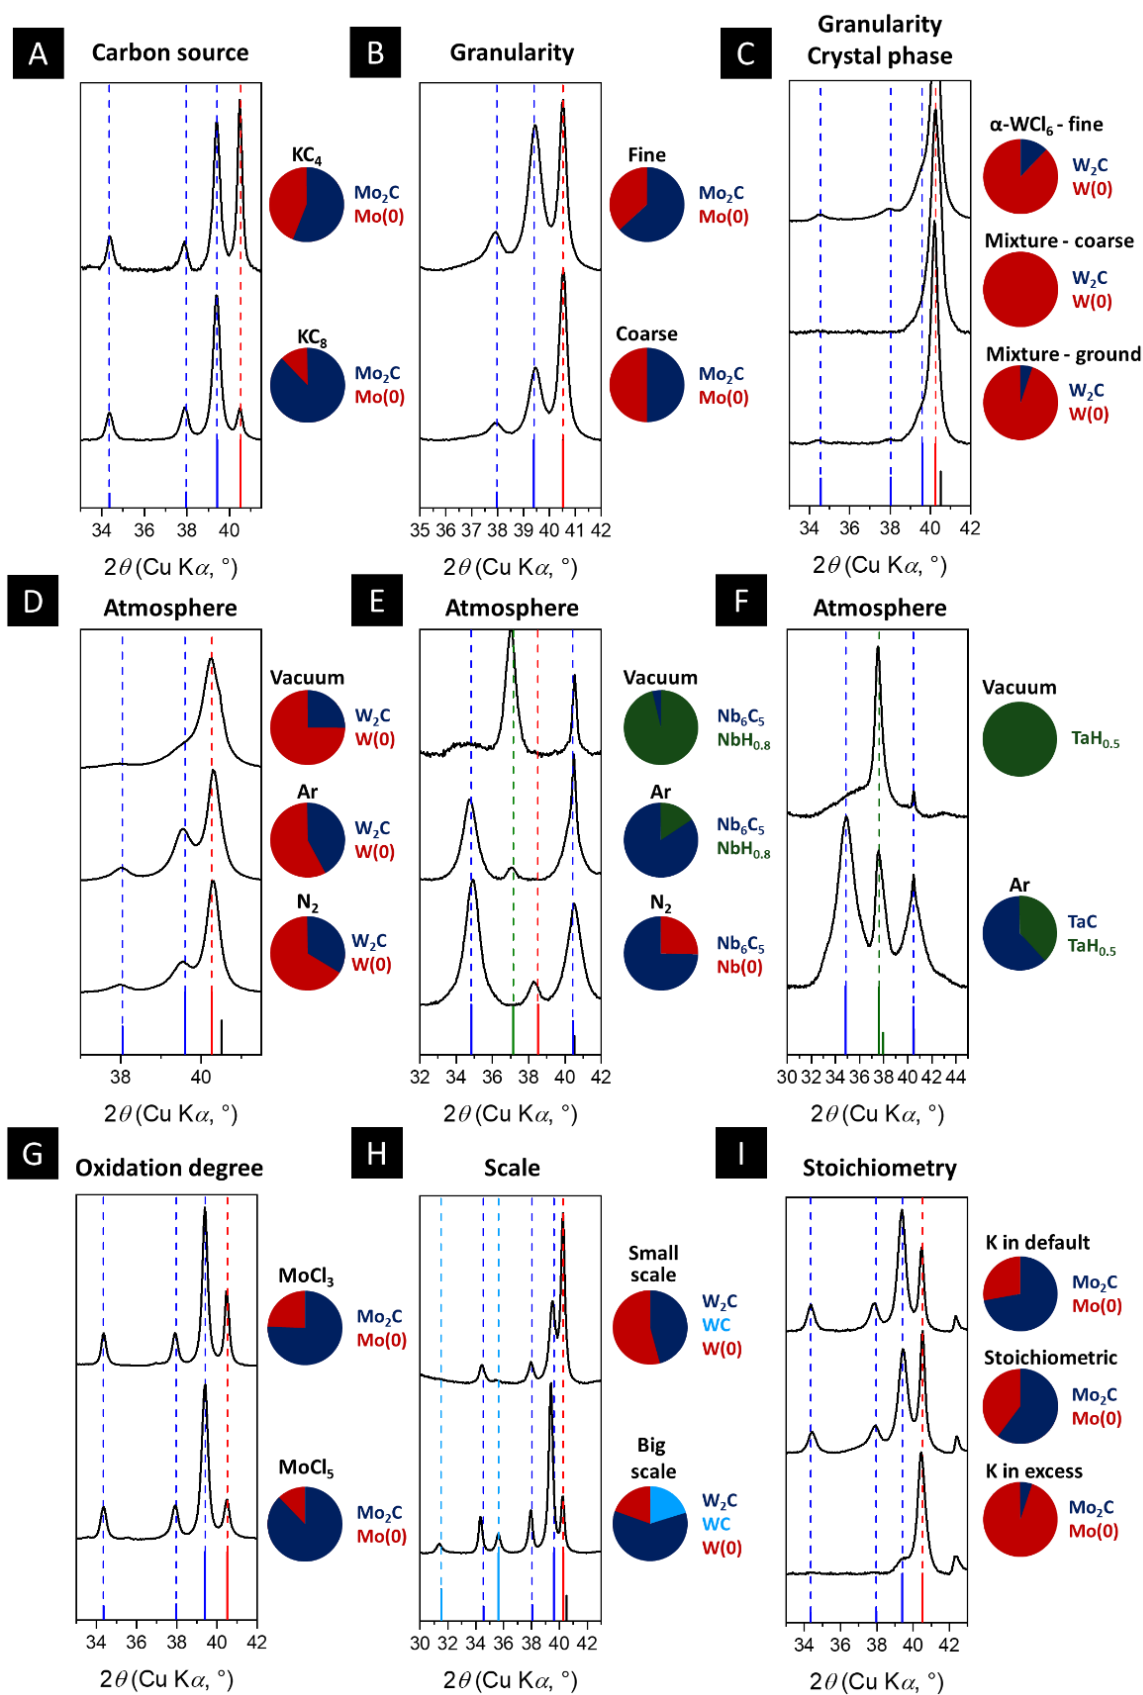 A
Carbon source
KC4
Mo2C
Mo(0)
KC8
Mo2C
Mo(0)
34 36 38 40
2θ (Cu Kα, °)
B
Granularity
Fine
Mo2C
Mo(0)
Coarse
Mo2C
Mo(0)
35 36 37 38 39 40 41 42
2θ (Cu Kα, °)
C
Granularity
Crystal phase
α-WCl6 - fine
W2C
W(0)
Mixture - coarse
W2C
W(0)
Mixture - ground
W2C
W(0)
34 36 38 40 42
2θ (Cu Kα, °)
D
Atmosphere
Vacuum
W2C
W(0)
Ar
W2C
W(0)
N2
W2C
W(0)
38 40
2θ (Cu Kα, °)
E
Atmosphere
Vacuum
Nb6C5
NbH0.8
Ar
Nb6C5
NbH0.8
N2
Nb6C5
Nb(0)
32 34 36 38 40 42
2θ (Cu Kα, °)
F
Atmosphere
Vacuum
TaH0.5
Ar
TaC
TaH0.5
30 32 34 36 38 40 42 44
2θ (Cu Kα, °)
G
Oxidation degree
MoCl3
Mo2C
Mo(0)
MoCl5
Mo2C
Mo(0)
34 36 38 40 42
2θ (Cu Kα, °)
H
Scale
Small
scale
W2C
WC
W(0)
Big
scale
W2C
WC
W(0)
30 32 34 36 38 40 42
2θ (Cu Kα, °)
I
Stoichiometry
K in default
Mo2C
Mo(0)
Stoichiometric
Mo2C
Mo(0)
K in excess
Mo2C
Mo(0)
34 36 38 40 42
2θ (Cu Kα, °)